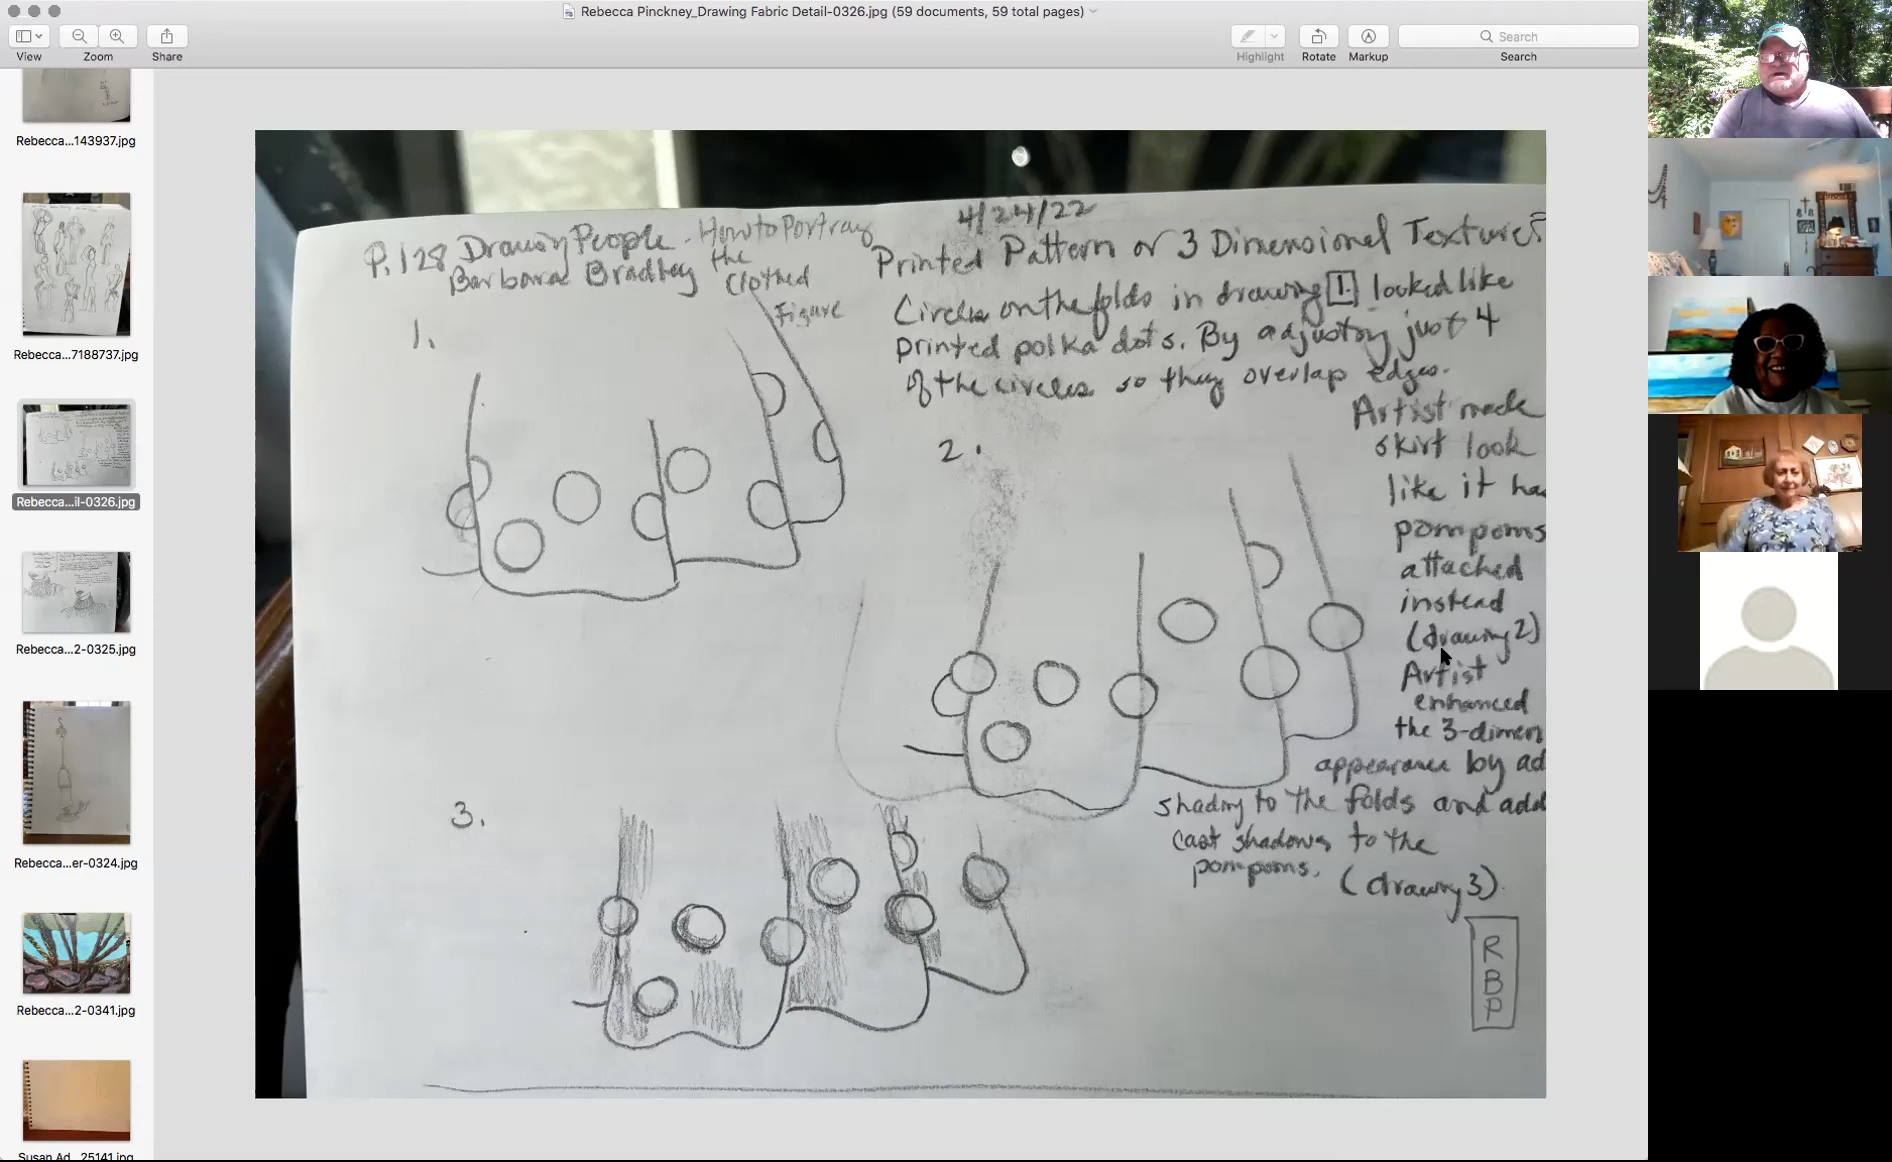 Rebecca Pinckney_Drawing Fabric Detail-0326.jpg (59 documents, 59 total pages)
View
Zoom
Share
Highlight
Rotate
Markup
Search
Search
Rebecca...143937.jpg
Rebecca...7188737.jpg
Rebecca...il-0326.jpg
Rebecca...2-0325.jpg
Rebecca...er-0324.jpg
Rebecca...2-0341.jpg
Susan Ad...25141.jpg
4/24/22
P.128 Drawing People - How to Portray
Barbara Bradley the
Clothed
Figure
Printed Pattern or 3 Dimensional Texture?
Circles on the folds in drawing 1. looked like
printed polka dots. By adjusting just 4
of the circles so they overlap edges.
Artist made
skirt look
like it ha
pompoms
attached
instead
(drawing 2)
Artist
enhanced
the 3-dimen
appearance by ad
shading to the folds and add
cast shadows to the
pompoms. (drawing 3).
1.
2.
3.
R
B
P